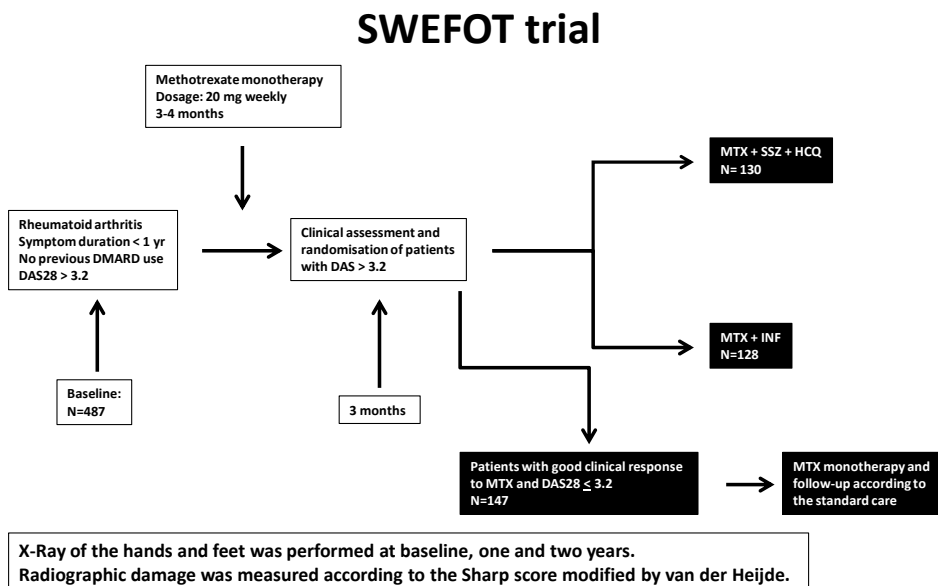 SWEFOT trial
Methotrexate monotherapy
Dosage: 20 mg weekly
3-4 months
MTX + SSZ + HCQ
N= 130
Rheumatoid arthritis
Symptom duration < 1 yr
No previous DMARD use
DAS28 > 3.2
Clinical assessment and
randomisation of patients
with DAS > 3.2
MTX + INF
N=128
Baseline:
N=487
3 months
Patients with good clinical response
to MTX and DAS28 ≤ 3.2
N=147
MTX monotherapy and
follow-up according to
the standard care
X-Ray of the hands and feet was performed at baseline, one and two years.
Radiographic damage was measured according to the Sharp score modified by van der Heijde.